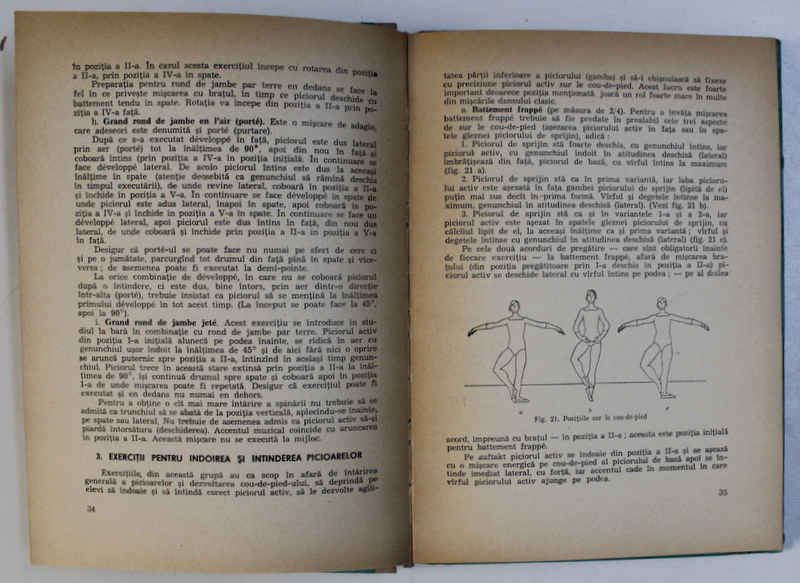 în poziția a II-a. În cazul acesta exercițiul începe cu rotarea din poziția
a II-a, prin poziția a IV-a în spate.
Preparația pentru rond de jambe par terre en dedans se face la
fel în ce privește mișcarea cu brațul, în timp ce piciorul deschide cu
battement tendu în spate. Rotația va începe din poziția a II-a prin po-
ziția a IV-a față.
h. Grand rond de jambe en l'air (porté). Este o mișcare de adagio,
care adeseori este denumită și porté (purtare).
După ce s-a executat développé în față, piciorul este dus lateral
prin aer (porté) tot la înălțimea de 90°, apoi din nou în față și
coboară întins (prin poziția a IV-a în poziția inițială. În continuare se
face développé lateral. De acolo piciorul întins este dus la aceeași
înălțime în spate (atenție deosebită ca genunchiul să rămînă deschis
în timpul executării), de unde revine lateral, coboară în poziția a II-a
și închide în poziția a V-a. În continuare se face développé în spate de
unde piciorul este adus lateral, înapoi în spate, apoi coboară în po-
ziția a IV-a și închide în poziția a V-a în spate. În continuare se face un
développé lateral, apoi piciorul este dus întins în față, din nou dus
lateral, de unde coboară și închide prin poziția a II-a în poziția a V-a
în față.
Desigur că porté-ul se poate face nu numai pe sfert de cerc ci
și pe o jumătate, parcurgînd tot drumul din față pînă în spate și vice-
versa ; de asemenea poate fi executat la demi-pointe.
La orice combinație de développé, în care nu se coboară piciorul
după o întindere, ci este dus, bine întors, prin aer dintr-o direcție
într-alta (porté), trebuie insistat ca piciorul să se mențină la înălțimea
primului développé în tot acest timp. (La început se poate face la 45°,
apoi la 90°).
i. Grand rond de jambe jeté. Acest exercițiu se introduce în stu-
diul la bară în combinație cu rond de jambe par terre. Piciorul activ
din poziția I-a inițială alunecă pe podea înainte, se ridică în aer cu
genunchiul ușor îndoit la înălțimea de 45° și de aici fără nici o oprire
se aruncă puternic spre poziția a II-a, întinzînd în același timp genun-
chiul. Piciorul trece în această stare extinsă prin poziția a II-a la înăl-
țimea de 90°, își continuă drumul spre spate și coboară apoi în poziția
I-a de unde mișcarea poate fi repetată. Desigur că exercițiul poate fi
executat și en dedans nu numai en dehors.
Pentru a obține o cît mai mare întărire a spinării nu trebuie să se
admită ca trunchiul să se abată de la poziția verticală, aplecîndu-se înainte,
pe spate sau lateral. Nu trebuie de asemenea admis ca piciorul activ să-și
piardă întorsătura (deschiderea). Accentul muzical coincide cu aruncarea
în poziția a II-a. Această mișcare nu se execută la mijloc.
3. EXERCIȚII PENTRU INDOIREA ȘI INTINDEREA PICIOARELOR
Exercițiile din această grupă au ca scop în afară de întărirea
generală a picioarelor și dezvoltarea cou-de-pied-ului, să deprindă pe
elevi să îndoaie și să întindă corect piciorul activ, să le dezvolte agili-
34
tatea părții inferioare a piciorului (gamba) și să-i obișnuiască să fixeze
cu precizie piciorul activ sur le cou-de-pied. Acest lucru este foarte
important deoarece poziția menționată joacă un rol foarte mare în multe
din mișcările dansului clasic.
a. Battement frappé (pe măsura de 2/4). Pentru a învăța mișcarea
battement frappé trebuie să fie predate în prealabil cele trei aspecte
de sur le cou-de-pied (așezarea piciorului activ în fața sau în spa-
tele gleznei piciorului de sprijin), adică :
1. Piciorul de sprijin stă foarte deschis, cu genunchiul întins, iar
piciorul activ, cu genunchiul îndoit în atitudinea deschisă (lateral)
îmbrățișează din față, piciorul de bază, cu vîrful întins la maximum
(fig. 21 a).
2. Piciorul de sprijin stă ca în prima variantă, iar laba picioru-
lui activ este așezată în fața gambei piciorului de sprijin (lipită de el)
puțin mai sus decît în prima formă. Vîrful și degetele întinse la ma-
ximum, genunchiul în atitudinea deschisă (lateral). (Vezi fig. 21 b).
3. Piciorul de sprijin stă ca și în variantele 1-a și a 2-a, iar
piciorul activ este așezat în spatele gleznei piciorului de sprijin, cu
călcîiul lipit de el, la aceeași înălțime ca și prima variantă ; vîrful și
degetele întinse cu genunchiul în atitudinea deschisă (lateral) (fig. 21 c).
Pe cele două acorduri de pregătire — care sînt obligatorii înainte
de fiecare exercițiu — la battement frappé, afară de mișcarea bra-
țului (din poziția pregătitoare prin I-a deschis în poziția a II-a) pi-
ciorul activ se deschide lateral cu vîrful întins pe podea ; — pe al doilea
a b c
Fig. 21. Pozițiile sur le cou-de-pied
acord, împreună cu brațul — în poziția a II-a ; aceasta este poziția inițială
pentru battement frappé.
Pe auftakt piciorul activ se îndoaie din poziția a II-a și se așază
cu o mișcare energică pe cou-de-pied al piciorului de bază apoi se în-
tinde imediat lateral, cu forță, iar accentul cade în momentul în care
vîrful piciorului activ ajunge pe podea.
35